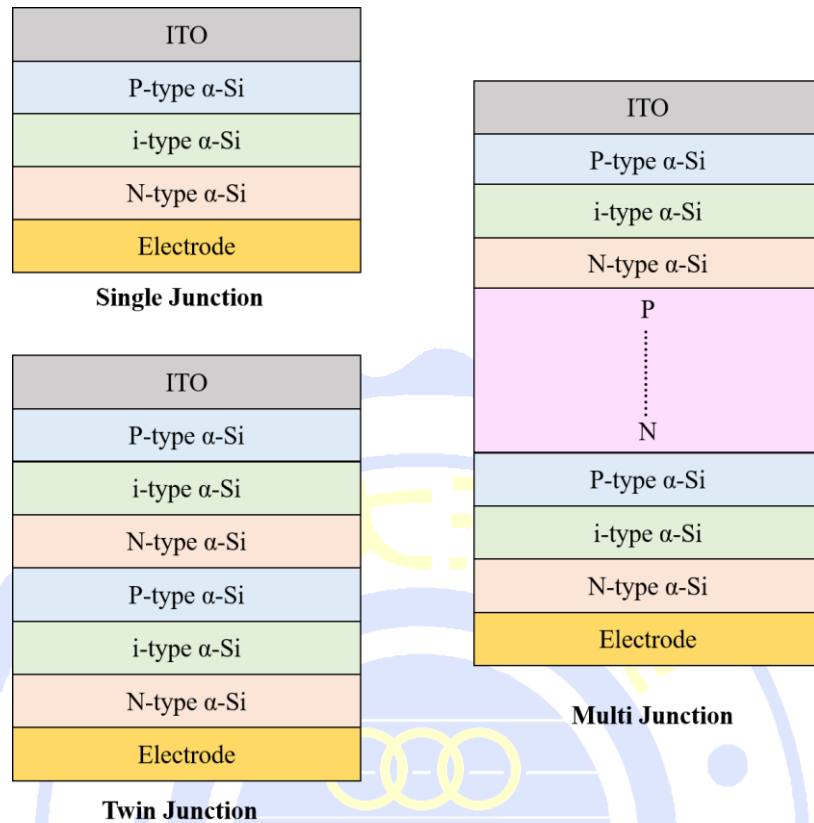 ITO
P-type α-Si
i-type α-Si
N-type α-Si
Electrode
Single Junction
ITO
P-type α-Si
i-type α-Si
N-type α-Si
P-type α-Si
i-type α-Si
N-type α-Si
Electrode
Twin Junction
ITO
P-type α-Si
i-type α-Si
N-type α-Si
P
N
P-type α-Si
i-type α-Si
N-type α-Si
Electrode
Multi Junction